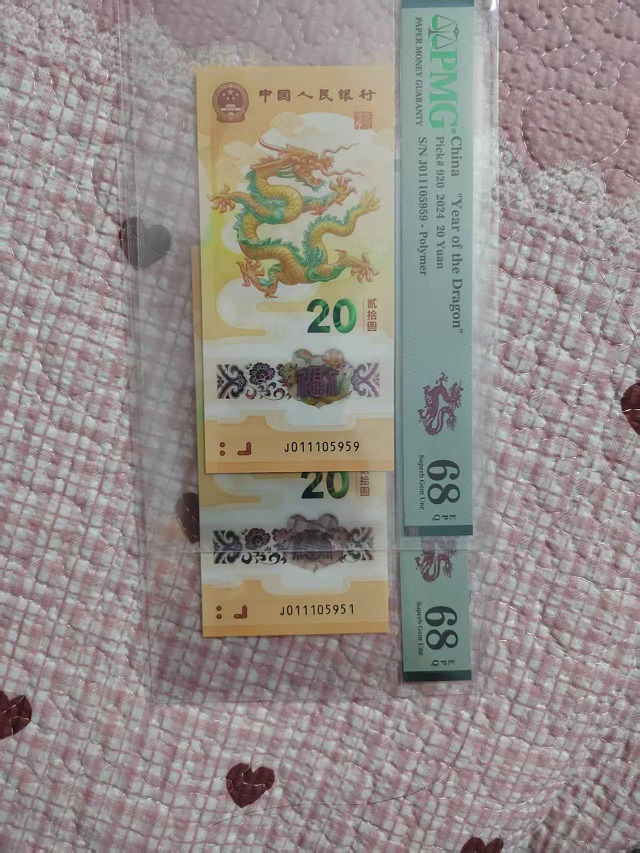 中国人民银行
20
贰拾圆
福
J011105959
20
拾圆
J011105951
PMG
PAPER MONEY GUARANTY
China "Year of the Dragon"
Pick# 920 2024 20 Yuan
S/N J011105959 - Polymer
68 EPQ
Superb Gem Unc
68 EPQ
Superb Gem Unc